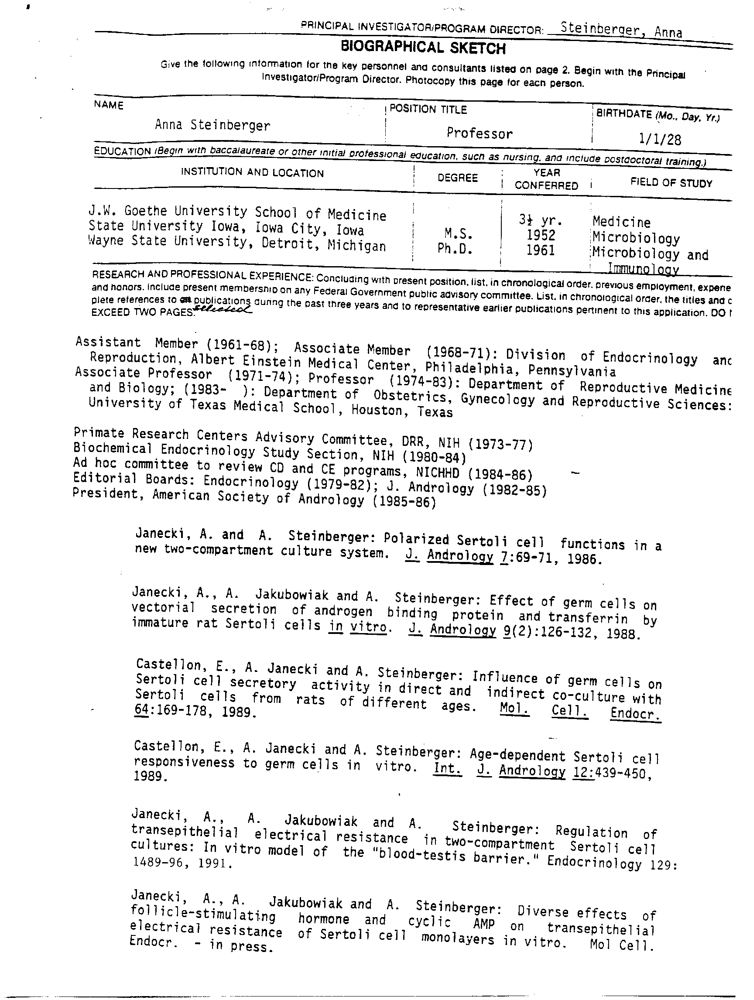 PRINCIPAL INVESTIGATOR/PROGRAM DIRECTOR: Steinberger, Anna
BIOGRAPHICAL SKETCH
Give the following information for the key personnel and consultants listed on page 2. Begin with the Principal
Investigator/Program Director. Photocopy this page for each person.
NAME POSITION TITLE BIRTHDATE (Mo., Day, Yr.)
Anna Steinberger Professor 1/1/28
EDUCATION (Begin with baccalaureate or other initial professional education, such as nursing, and include postdoctoral training.)
INSTITUTION AND LOCATION DEGREE YEAR CONFERRED FIELD OF STUDY
J.W. Goethe University School of Medicine 3½ yr. Medicine
State University Iowa, Iowa City, Iowa M.S. 1952 Microbiology
Wayne State University, Detroit, Michigan Ph.D. 1961 Microbiology and
Immunology
RESEARCH AND PROFESSIONAL EXPERIENCE: Concluding with present position, list, in chronological order, previous employment, expene
and honors. Include present membership on any Federal Government public advisory committee. List, in chronological order, the titles and c
plete references to publications during the past three years and to representative earlier publications pertinent to this application. DO
EXCEED TWO PAGES. selected
Assistant Member (1961-68); Associate Member (1968-71): Division of Endocrinology and
Reproduction, Albert Einstein Medical Center, Philadelphia, Pennsylvania
Associate Professor (1971-74); Professor (1974-83): Department of Reproductive Medicine
and Biology; (1983- ): Department of Obstetrics, Gynecology and Reproductive Sciences:
University of Texas Medical School, Houston, Texas
Primate Research Centers Advisory Committee, DRR, NIH (1973-77)
Biochemical Endocrinology Study Section, NIH (1980-84)
Ad hoc committee to review CD and CE programs, NICHHD (1984-86)
Editorial Boards: Endocrinology (1979-82); J. Andrology (1982-85)
President, American Society of Andrology (1985-86)
Janecki, A. and A. Steinberger: Polarized Sertoli cell functions in a
new two-compartment culture system. J. Andrology 7:69-71, 1986.
Janecki, A., A. Jakubowiak and A. Steinberger: Effect of germ cells on
vectorial secretion of androgen binding protein and transferrin by
immature rat Sertoli cells in vitro. J. Andrology 9(2):126-132, 1988.
Castellon, E., A. Janecki and A. Steinberger: Influence of germ cells on
Sertoli cell secretory activity in direct and indirect co-culture with
Sertoli cells from rats of different ages. Mol. Cell. Endocr.
64:169-178, 1989.
Castellon, E., A. Janecki and A. Steinberger: Age-dependent Sertoli cell
responsiveness to germ cells in vitro. Int. J. Andrology 12:439-450,
1989.
Janecki, A., A. Jakubowiak and A. Steinberger: Regulation of
transepithelial electrical resistance in two-compartment Sertoli cell
cultures: In vitro model of the "blood-testis barrier." Endocrinology 129:
1489-96, 1991.
Janecki, A., A. Jakubowiak and A. Steinberger: Diverse effects of
follicle-stimulating hormone and cyclic AMP on transepithelial
electrical resistance of Sertoli cell monolayers in vitro. Mol Cell.
Endocr. - in press.